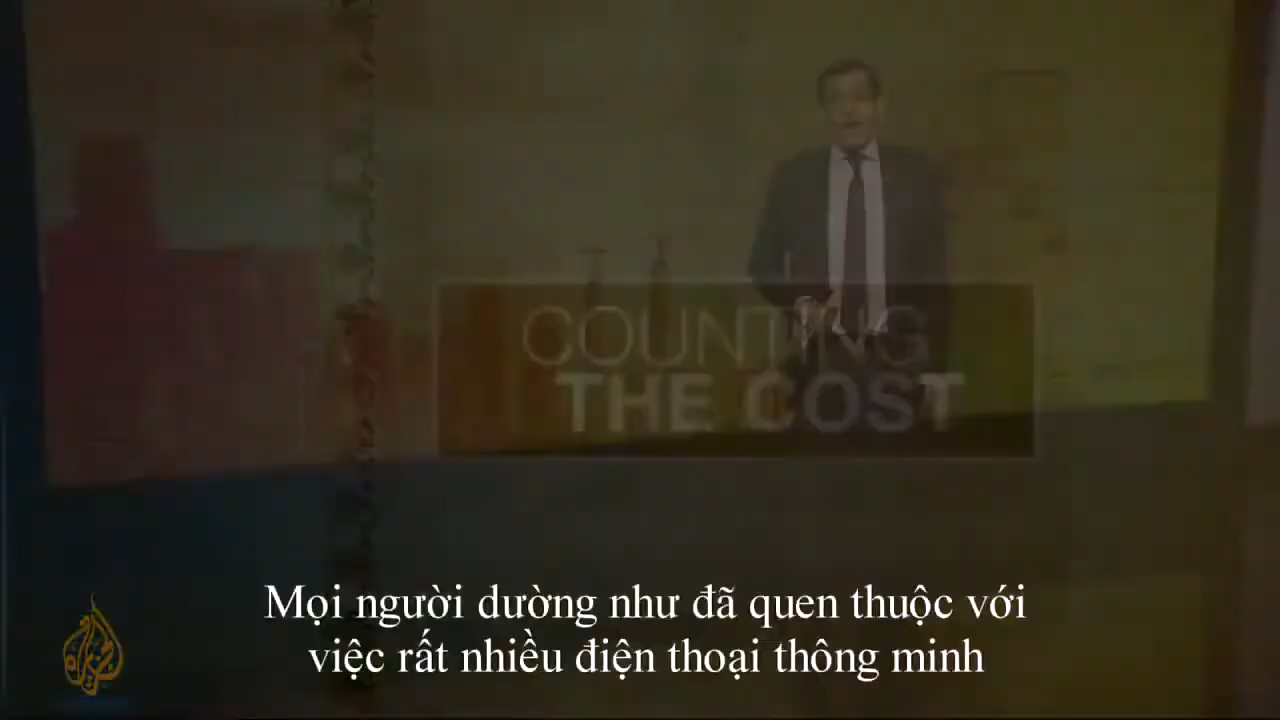 COUNTING
THE COST
Mọi người dường như đã quen thuộc với
việc rất nhiều điện thoại thông minh